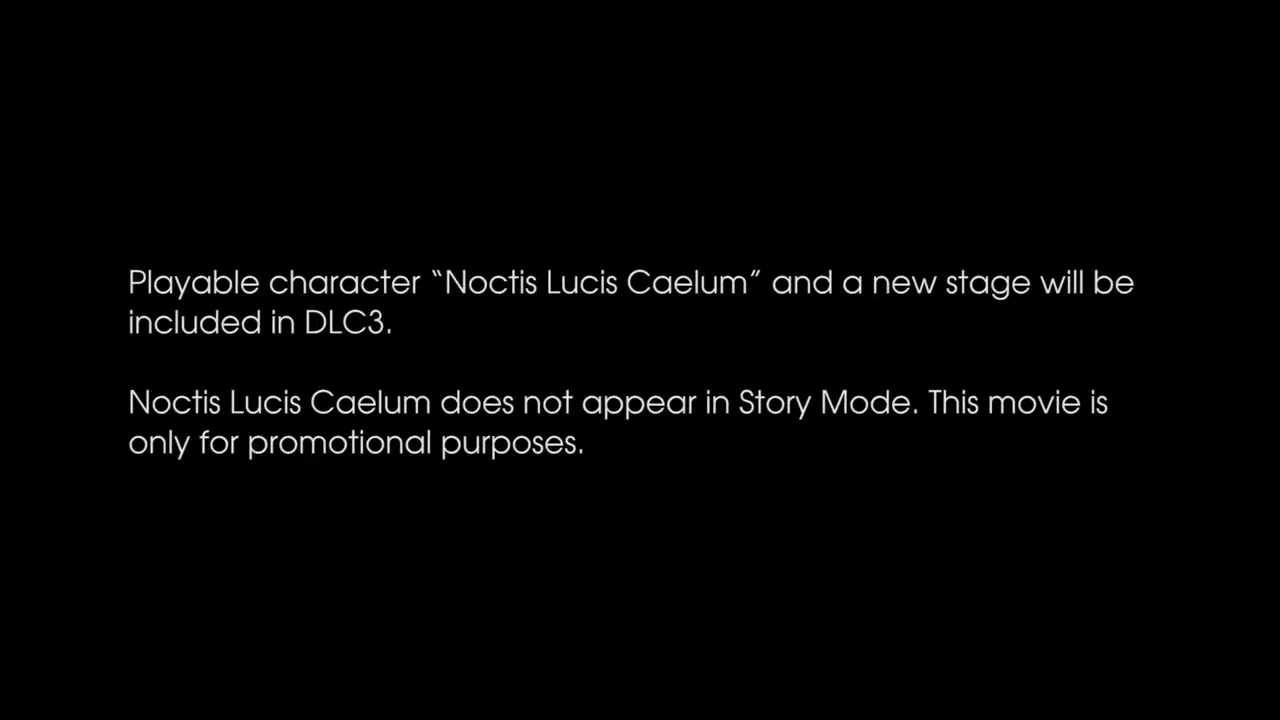 Playable character “Noctis Lucis Caelum” and a new stage will be
included in DLC3.
Noctis Lucis Caelum does not appear in Story Mode. This movie is
only for promotional purposes.